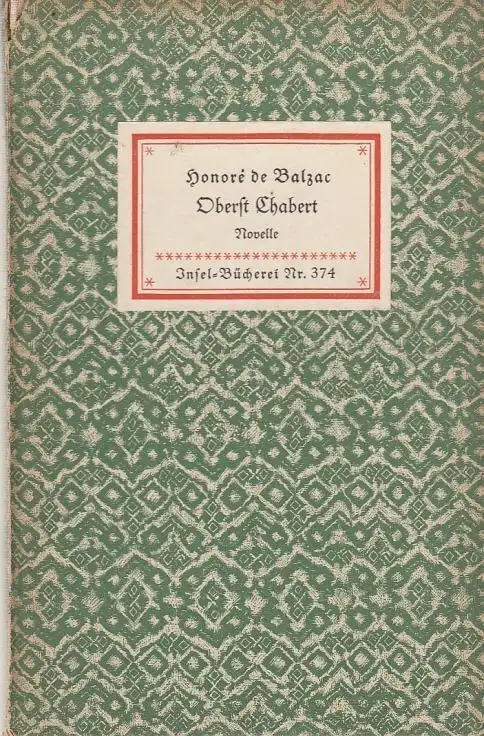 Honoré de Balzac
Oberst Chabert
Novelle
Insel-Bücherei Nr. 374